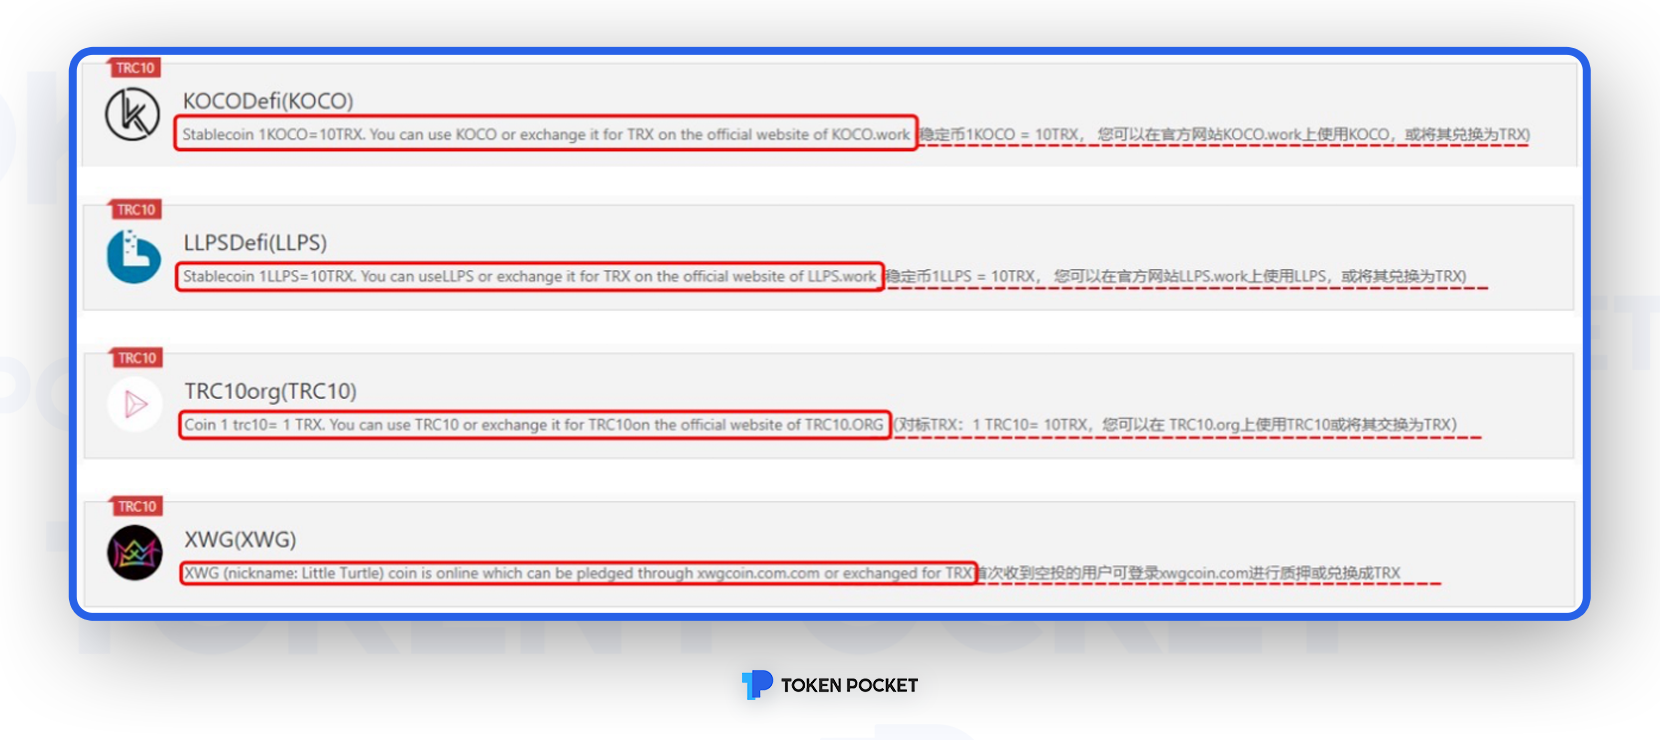 TRC10
KOCODefi(KOCO)
Stablecoin 1KOCO=10TRX. You can use KOCO or exchange it for TRX on the official website of KOCO.work 稳定币1KOCO = 10TRX， 您可以在官方网站KOCO.work上使用KOCO，或将其兑换为TRX)
TRC10
LLPSDefi(LLPS)
Stablecoin 1LLPS=10TRX. You can useLLPS or exchange it for TRX on the official website of LLPS.work 稳定币1LLPS = 10TRX， 您可以在官方网站LLPS.work上使用LLPS，或将其兑换为TRX)
TRC10
TRC10org(TRC10)
Coin 1 trc10= 1 TRX. You can use TRC10 or exchange it for TRC10on the official website of TRC10.ORG (对标TRX：1 TRC10= 10TRX，您可以在 TRC10.org上使用TRC10或将其交换为TRX)
TRC10
XWG(XWG)
XWG (nickname: Little Turtle) coin is online which can be pledged through xwgcoin.com.com or exchanged for TRX首次收到空投的用户可登录xwgcoin.com进行质押或兑换成TRX
TOKEN POCKET
TOKEN POCKET